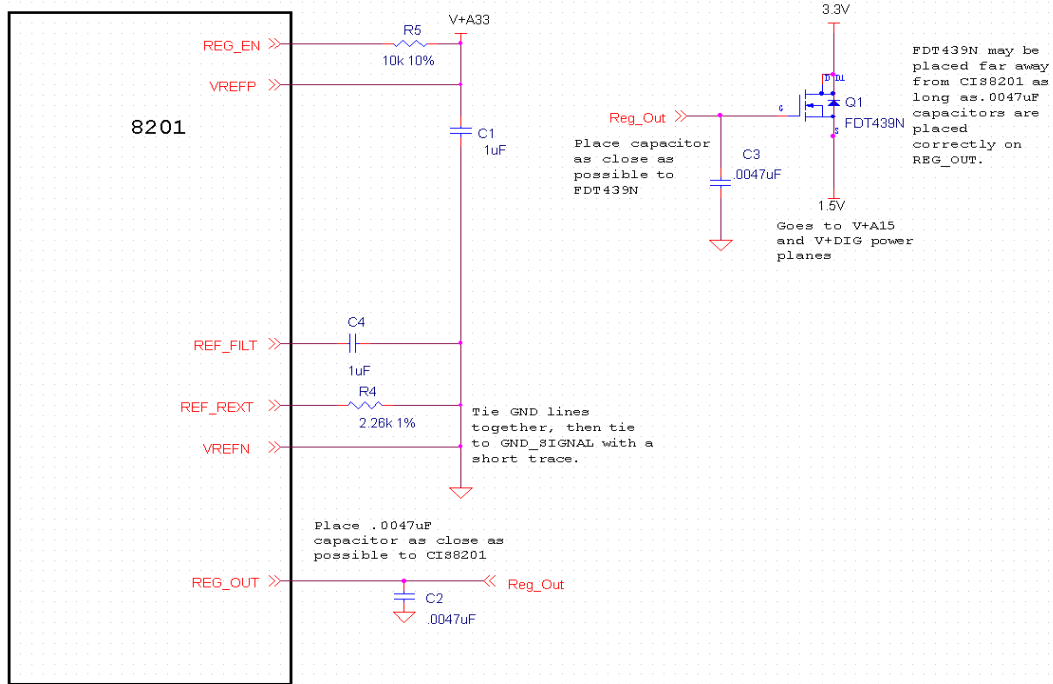 V+A33
3.3V
REG_EN
R5
10k 10%
VREFP
8201
C1
1uF
Reg_Out
Place capacitor
as close as
possible to
FDT439N
C3
.0047uF
D D1
G
S
Q1
FDT439N
FDT439N may be
placed far away
from CIS8201 as
long as.0047uF
capacitors are
placed
correctly on
REG_OUT.
1.5V
Goes to V+A15
and V+DIG power
planes
REF_FILT
C4
1uF
REF_REXT
R4
2.26k 1%
VREFN
Tie GND lines
together, then tie
to GND_SIGNAL with a
short trace.
Place .0047uF
capacitor as close as
possible to CIS8201
REG_OUT
Reg_Out
C2
.0047uF